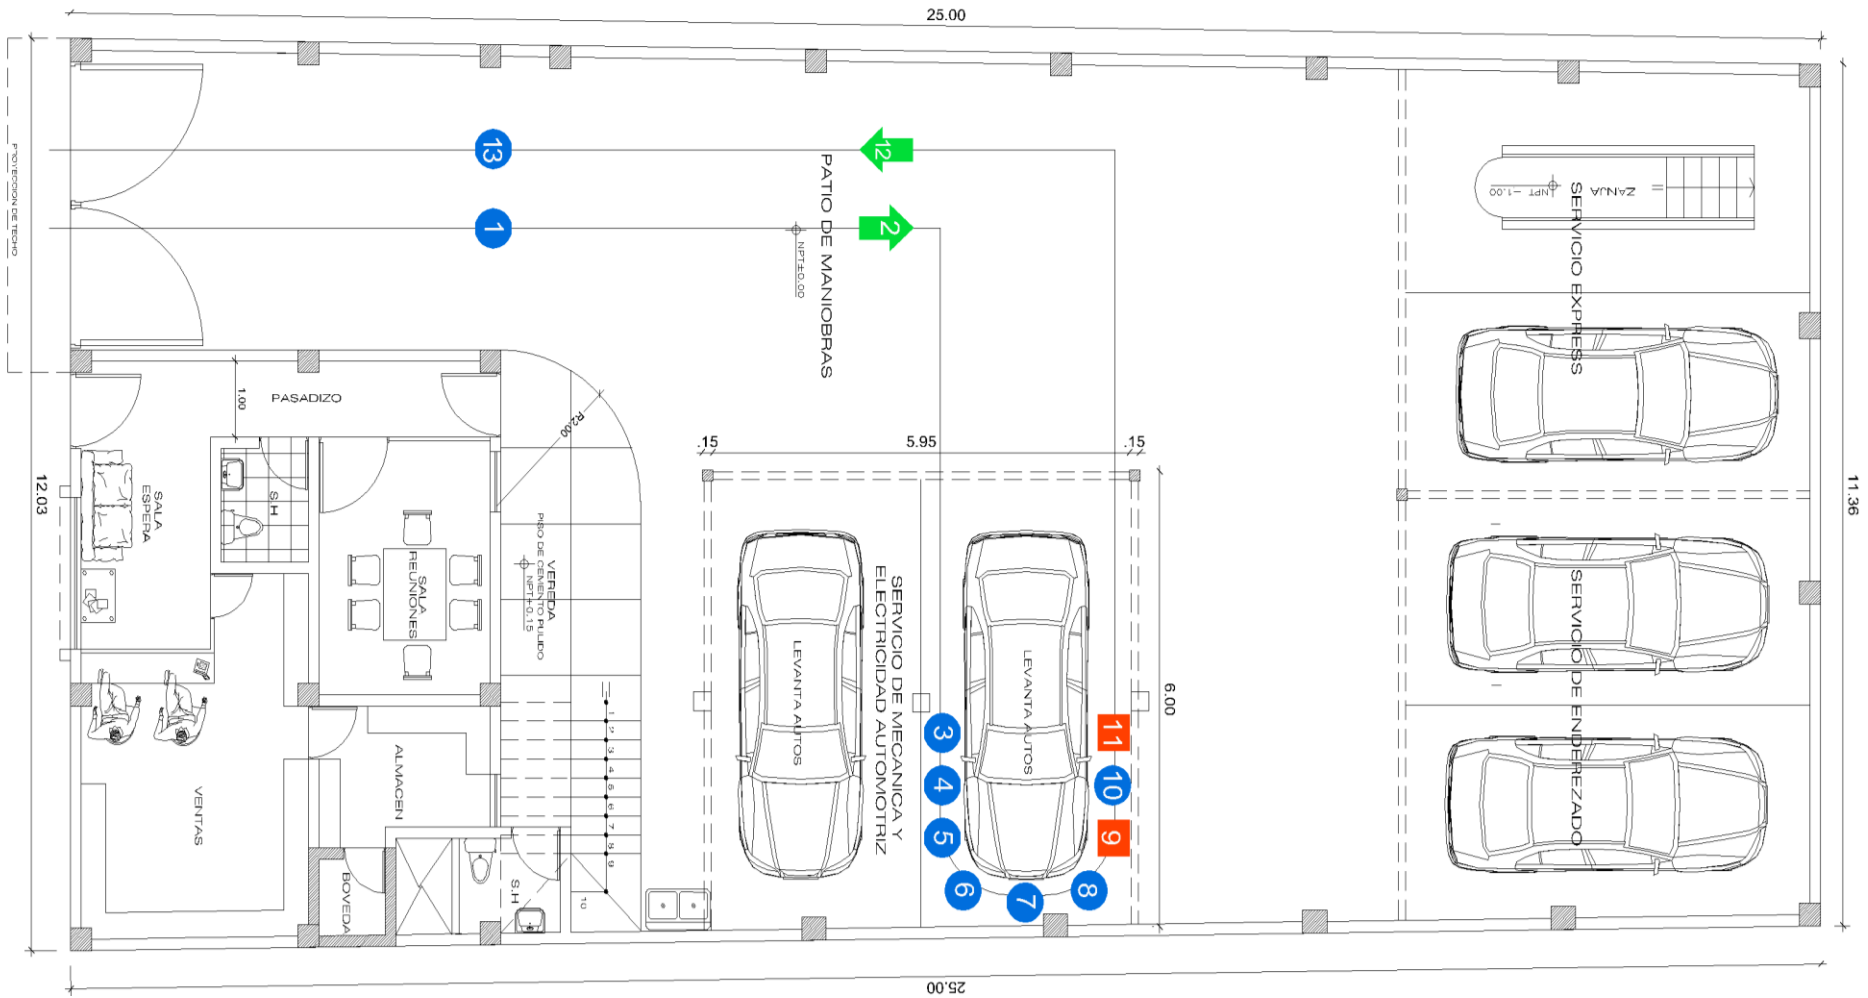 25.00
PROYECCION DE TECHO
13
12
1
2
PATIO DE MANIOBRAS
NPT±0.00
ZANJA
NPT -1.00
SERVICIO EXPRESS
11.36
12.03
PASADIZO
1.00
R:2.00
.15
5.95
.15
S.H
SALA
ESPERA
SALA
REUNIONES
VEREDA
PISO DE CEMENTO PULIDO
NPT+0.15
LEVANTA AUTOS
SERVICIO DE MECANICA Y
ELECTRICIDAD AUTOMOTRIZ
LEVANTA AUTOS
6.00
SERVICIO DE ENDEREZADO
3
4
5
6
7
8
9
10
11
VENTAS
ALMACEN
BOVEDA
S.H
1
2
3
4
5
6
7
8
9
10
25.00